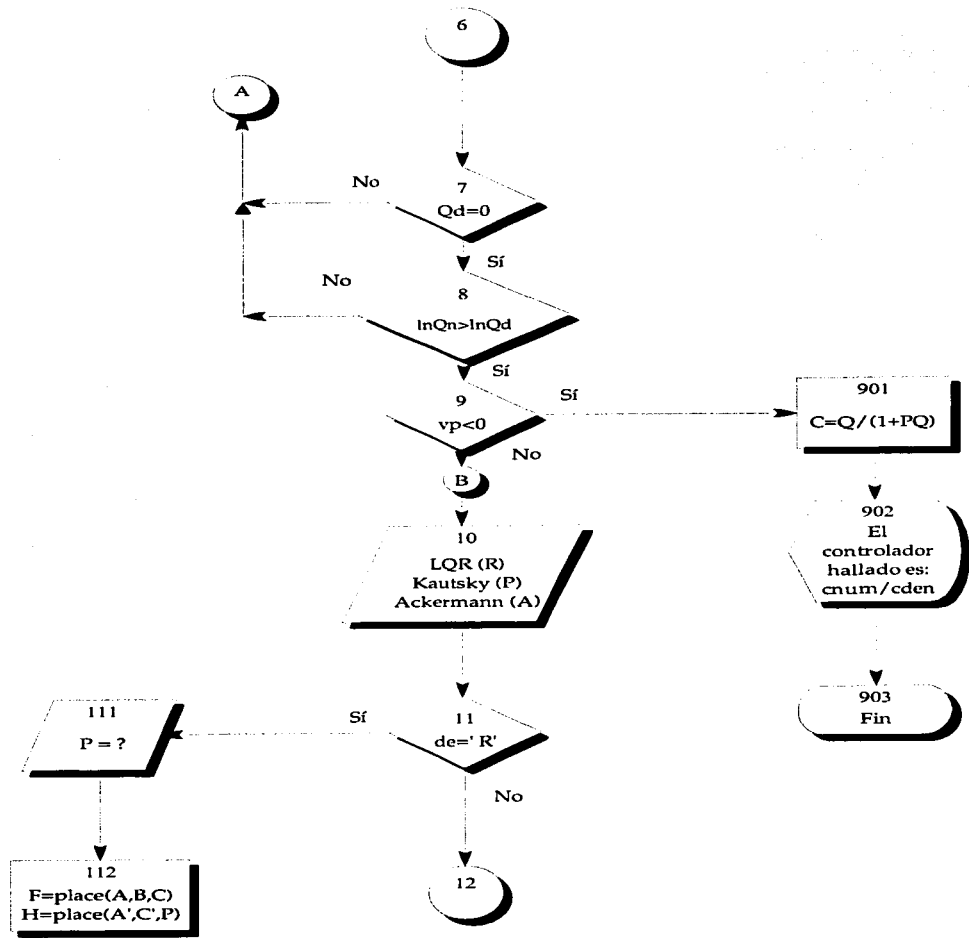 6
A
No
7
Qd=0
Sí
No
8
lnQn>lnQd
Sí
9
vp<0
Sí
No
901
C=Q/(1+PQ)
B
902
El
controlador
hallado es:
cnum/cden
10
LQR (R)
Kautsky (P)
Ackermann (A)
903
Fin
111
P = ?
Sí
11
de=' R'
No
112
F=place(A,B,C)
H=place(A',C',P)
12